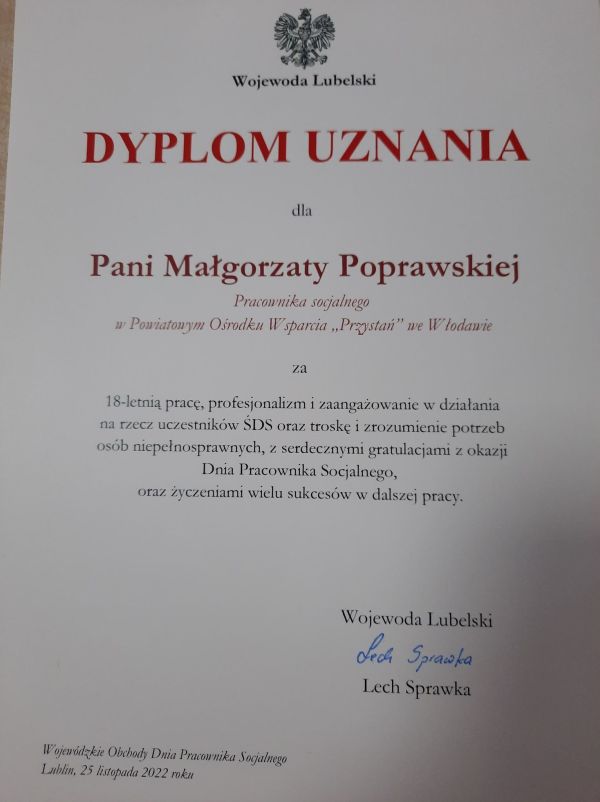 Wojewoda Lubelski
DYPLOM UZNANIA
dla
Pani Małgorzaty Poprawskiej
Pracownika socjalnego
w Powiatowym Ośrodku Wsparcia „Przystań” we Włodawie
za
18-letnią pracę, profesjonalizm i zaangażowanie w działania
na rzecz uczestników ŚDS oraz troskę i zrozumienie potrzeb
osób niepełnosprawnych, z serdecznymi gratulacjami z okazji
Dnia Pracownika Socjalnego,
oraz życzeniami wielu sukcesów w dalszej pracy.
Wojewoda Lubelski
Lech Sprawka
Lech Sprawka
Wojewódzkie Obchody Dnia Pracownika Socjalnego
Lublin, 25 listopada 2022 roku